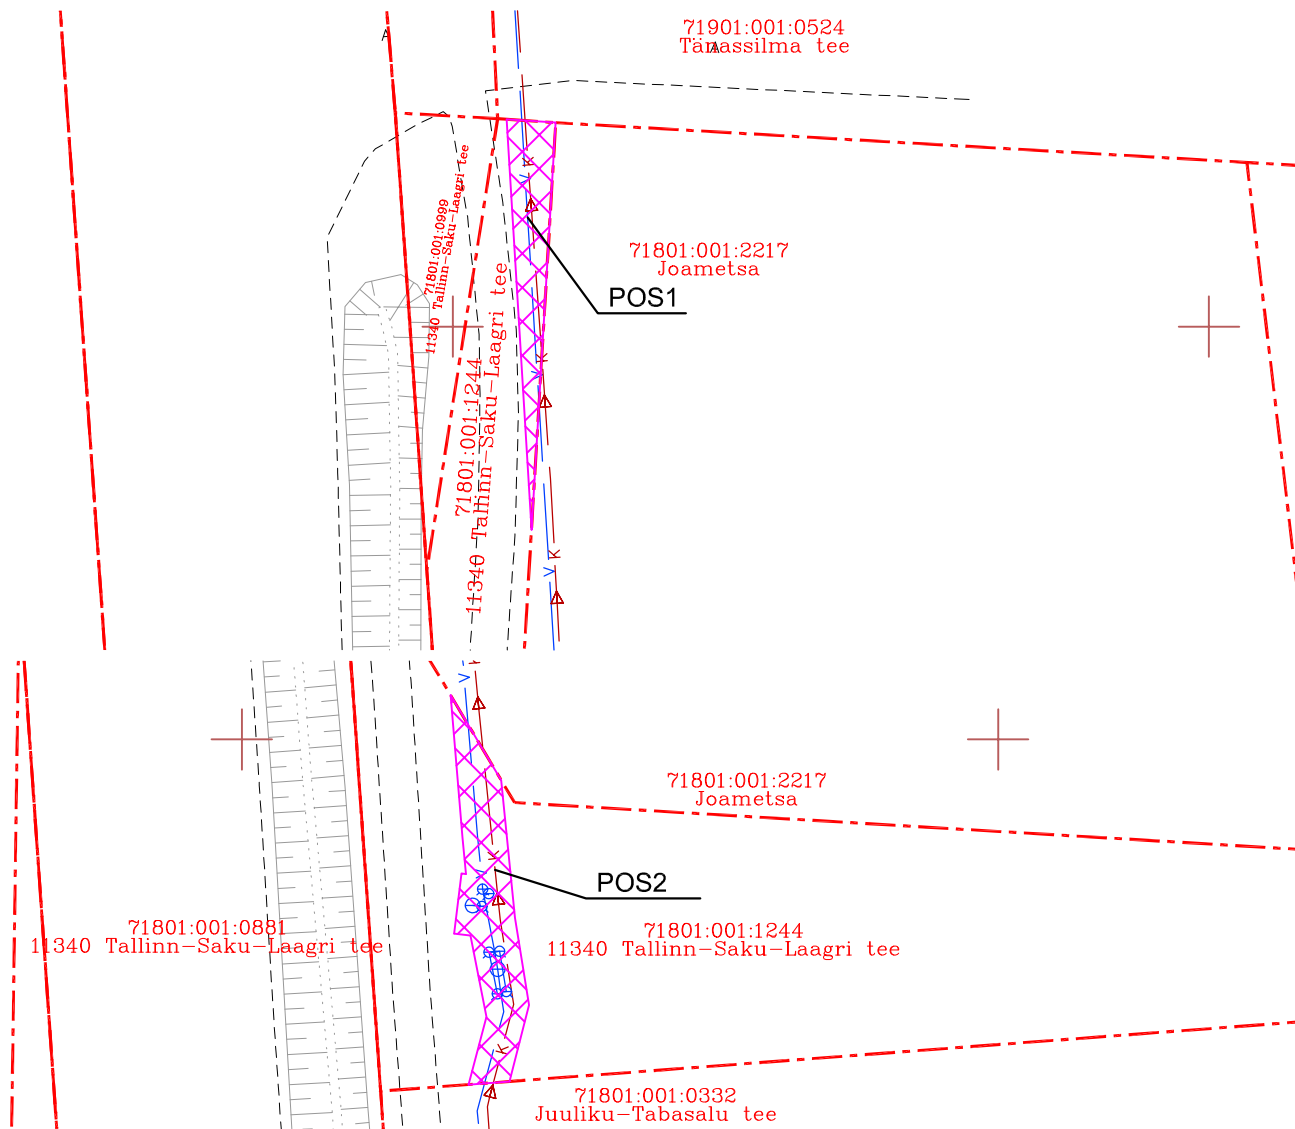 71901:001:0524
Tänassilma tee
A
A
71801:001:0999
11340 Tallinn-Saku-Laagri tee
K
V
71801:001:2217
Joametsa
POS1
71801:001:1244
11340 Tallinn-Saku-Laagri tee
K
V
K
V
V
71801:001:2217
Joametsa
K
POS2
71801:001:0881
11340 Tallinn-Saku-Laagri tee
71801:001:1244
11340 Tallinn-Saku-Laagri tee
K
71801:001:0332
Juuliku-Tabasalu tee